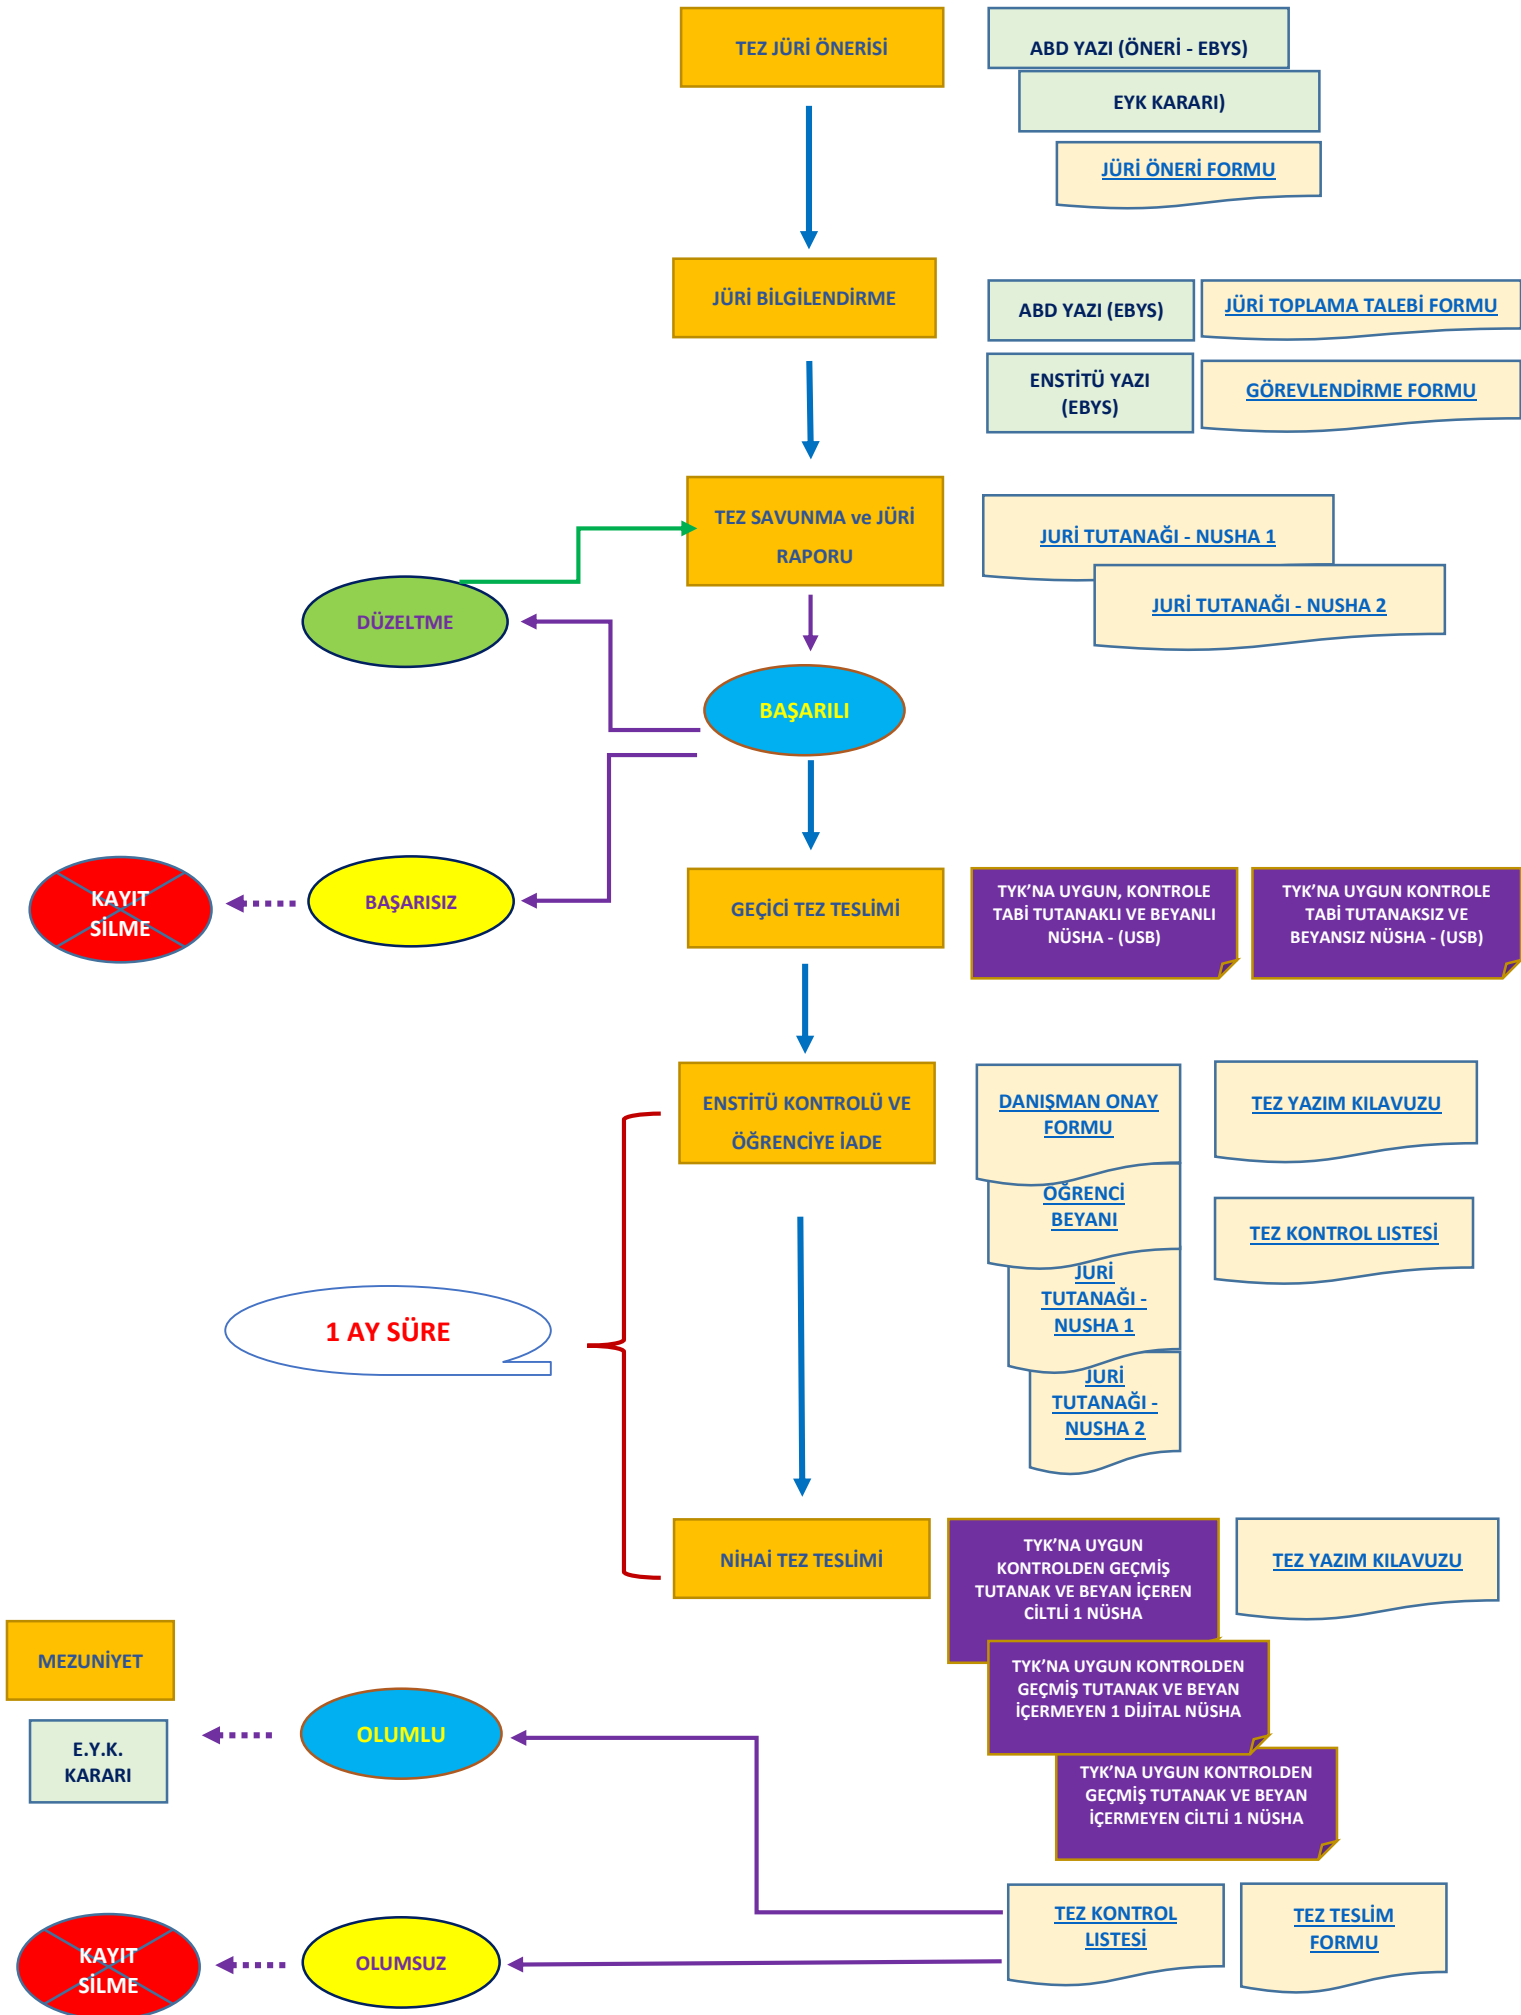 TEZ JÜRİ ÖNERİSİ
ABD YAZI (ÖNERİ - EBYS)
EYK KARARI)
JÜRİ ÖNERİ FORMU
JÜRİ BİLGİLENDİRME
ABD YAZI (EBYS)
JÜRİ TOPLAMA TALEBİ FORMU
ENSTİTÜ YAZI
(EBYS)
GÖREVLENDİRME FORMU
TEZ SAVUNMA ve JÜRİ
RAPORU
JURİ TUTANAĞI - NUSHA 1
JURİ TUTANAĞI - NUSHA 2
DÜZELTME
BAŞARILI
KAYIT
SİLME
BAŞARISIZ
GEÇİCİ TEZ TESLİMİ
TYK’NA UYGUN, KONTROLE
TABİ TUTANAKLI VE BEYANLI
NÜSHA - (USB)
TYK’NA UYGUN KONTROLE
TABİ TUTANAKSIZ VE
BEYANSIZ NÜSHA - (USB)
ENSTİTÜ KONTROLÜ VE
ÖĞRENCİYE İADE
DANIŞMAN ONAY
FORMU
TEZ YAZIM KILAVUZU
ÖĞRENCİ
BEYANI
TEZ KONTROL LISTESİ
JURİ
TUTANAĞI -
NUSHA 1
1 AY SÜRE
JURİ
TUTANAĞI -
NUSHA 2
NİHAİ TEZ TESLİMİ
TYK’NA UYGUN
KONTROLDEN GEÇMİŞ
TUTANAK VE BEYAN İÇEREN
CİLTLİ 1 NÜSHA
TEZ YAZIM KILAVUZU
MEZUNİYET
TYK’NA UYGUN KONTROLDEN
GEÇMİŞ TUTANAK VE BEYAN
İÇERMEYEN 1 DİJİTAL NÜSHA
E.Y.K.
KARARI
OLUMLU
TYK’NA UYGUN KONTROLDEN
GEÇMİŞ TUTANAK VE BEYAN
İÇERMEYEN CİLTLİ 1 NÜSHA
TEZ KONTROL
LISTESİ
TEZ TESLİM
FORMU
KAYIT
SİLME
OLUMSUZ